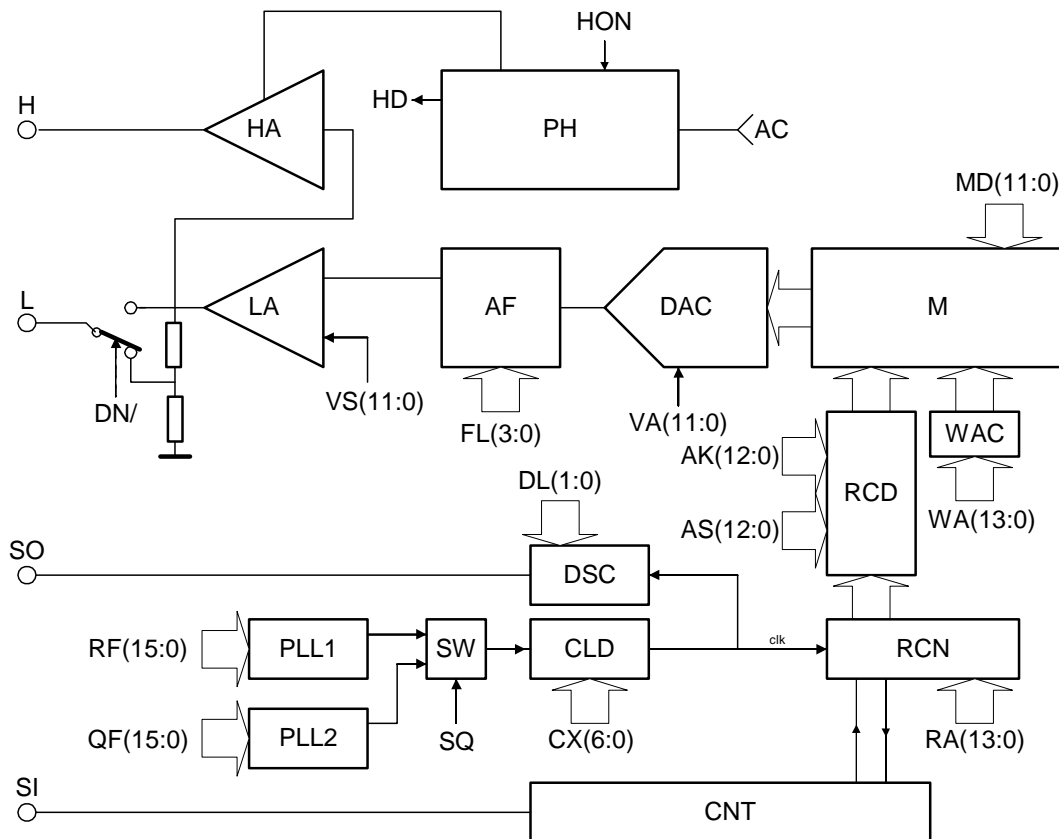 HON
H
HA
HD
PH
AC
MD(11:0)
L
LA
AF
DAC
M
DN/
VS(11:0)
FL(3:0)
VA(11:0)
AK(12:0)
RCD
WAC
AS(12:0)
WA(13:0)
DL(1:0)
SO
DSC
RF(15:0)
PLL1
SW
CLD
clk
RCN
QF(15:0)
PLL2
SQ
CX(6:0)
RA(13:0)
SI
CNT